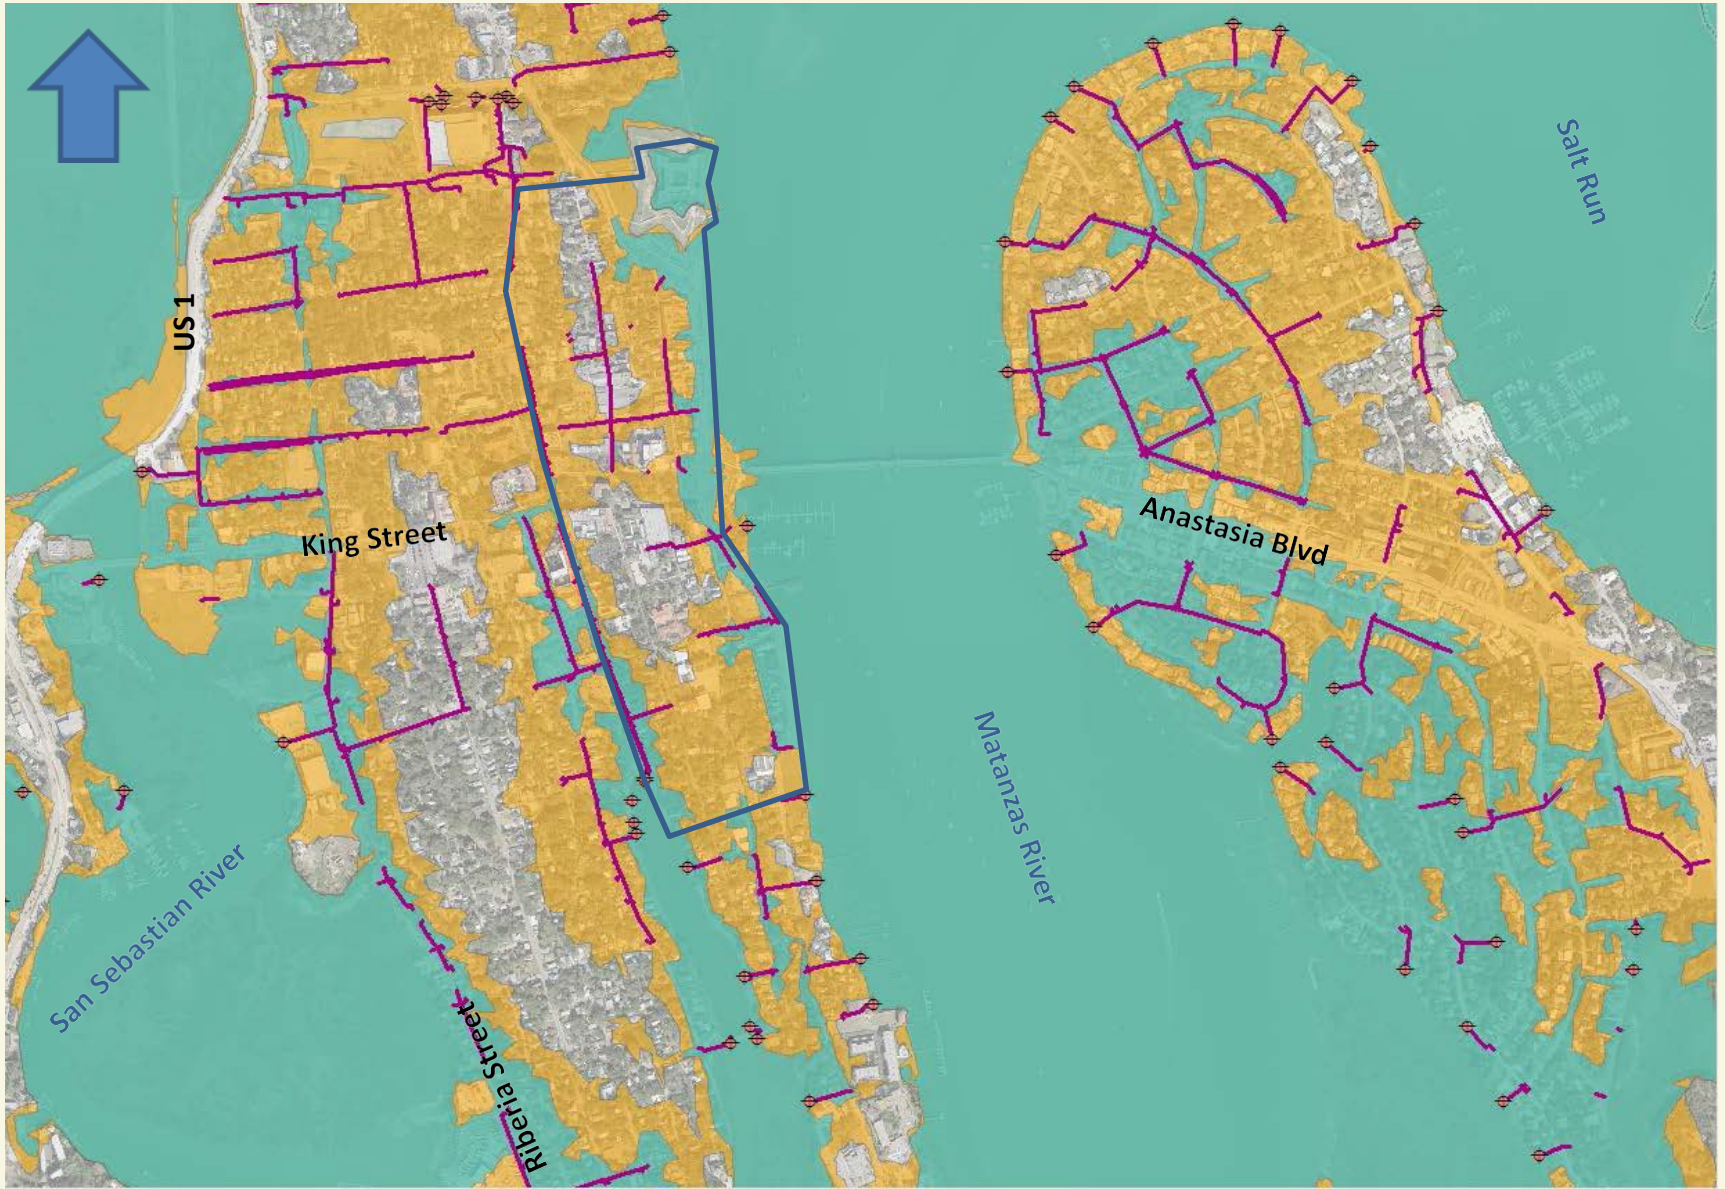 Salt Run
US 1
King Street
Anastasia Blvd
Matanzas River
San Sebastian River
Riberia Street